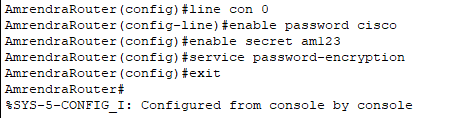 AmrendraRouter(config)#line con 0
AmrendraRouter(config-line)#enable password cisco
AmrendraRouter(config)#enable secret am123
AmrendraRouter(config)#service password-encryption
AmrendraRouter(config)#exit
AmrendraRouter#
%SYS-5-CONFIG_I: Configured from console by console